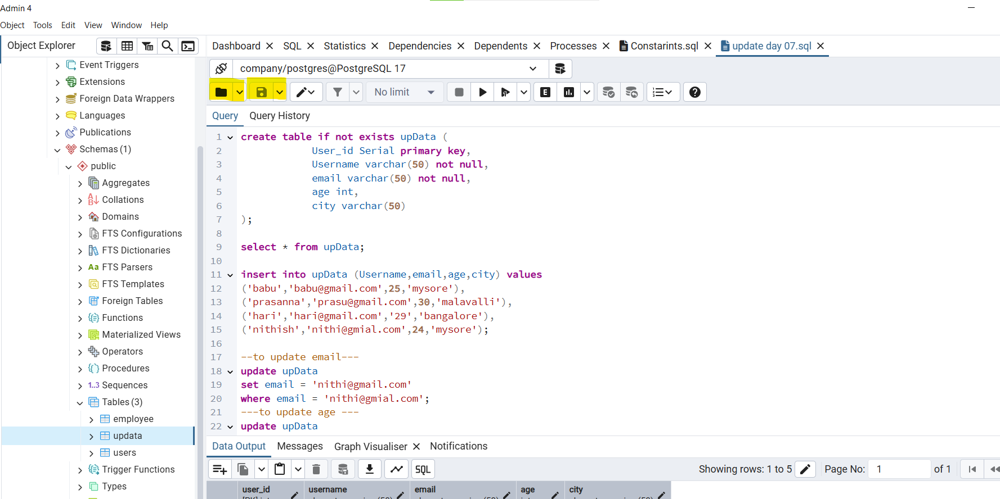 Admin 4
Object Tools Edit View Window Help
Object Explorer
Dashboard SQL Statistics Dependencies Dependents Processes Constarints.sql update day 07.sql
Event Triggers
Extensions
Foreign Data Wrappers
Languages
Publications
Schemas (1)
public
Aggregates
Collations
Domains
FTS Configurations
FTS Dictionaries
Aa FTS Parsers
FTS Templates
Foreign Tables
Functions
Materialized Views
Operators
Procedures
1..3 Sequences
Tables (3)
employee
updata
users
Trigger Functions
Types
company/postgres@PostgreSQL 17
No limit
E
Query Query History
1 create table if not exists upData (
2 User_id Serial primary key,
3 Username varchar(50) not null,
4 email varchar(50) not null,
5 age int,
6 city varchar(50)
7 );
8
9 select * from upData;
10
11 insert into upData (Username,email,age,city) values
12 ('babu','babu@gmail.com',25,'mysore'),
13 ('prasanna','prasu@gmail.com',30,'malavalli'),
14 ('hari','hari@gmail.com','29','bangalore'),
15 ('nithish','nithi@gmial.com',24,'mysore');
16
17 --to update email---
18 update upData
19 set email = 'nithi@gmail.com'
20 where email = 'nithi@gmial.com';
21 ---to update age ---
22 update upData
Data Output Messages Graph Visualiser Notifications
SQL Showing rows: 1 to 5 Page No: 1 of 1
user_id username email age city